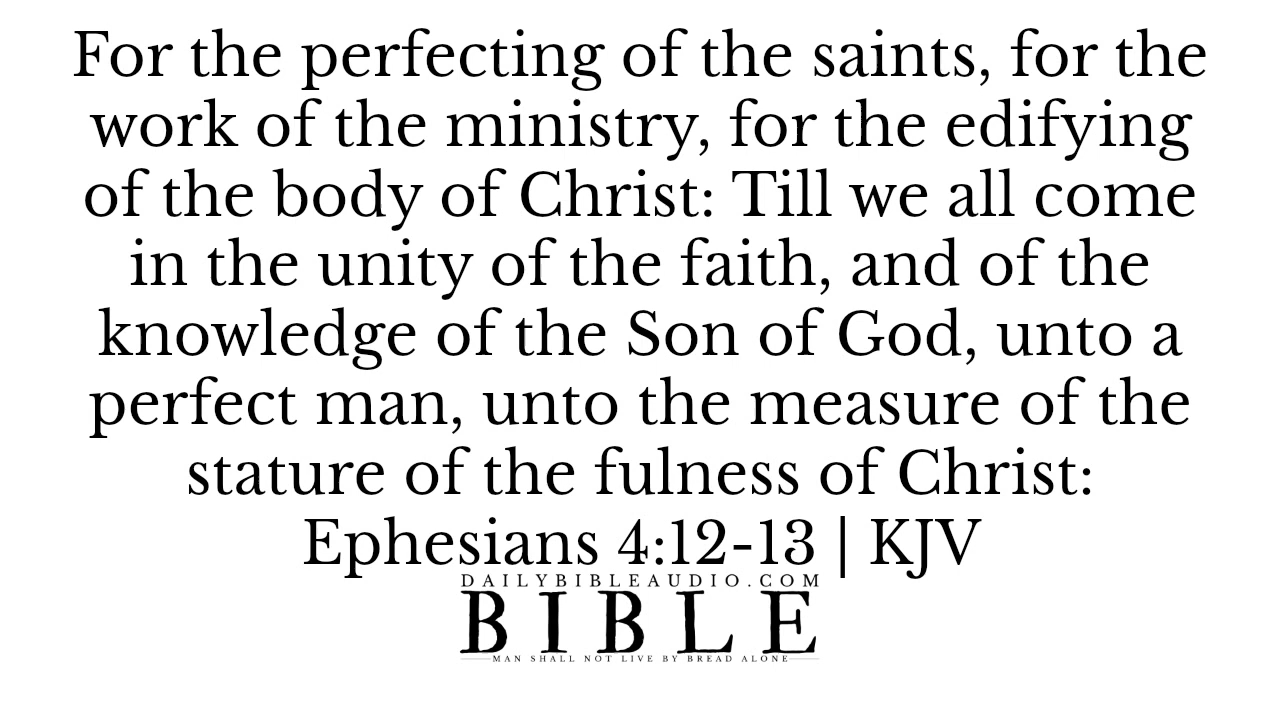 For the perfecting of the saints, for the
work of the ministry, for the edifying
of the body of Christ: Till we all come
in the unity of the faith, and of the
knowledge of the Son of God, unto a
perfect man, unto the measure of the
stature of the fulness of Christ:
Ephesians 4:12-13 | KJV
DAILYBIBLEAUDIO.COM
BIBLE
MAN SHALL NOT LIVE BY BREAD ALONE